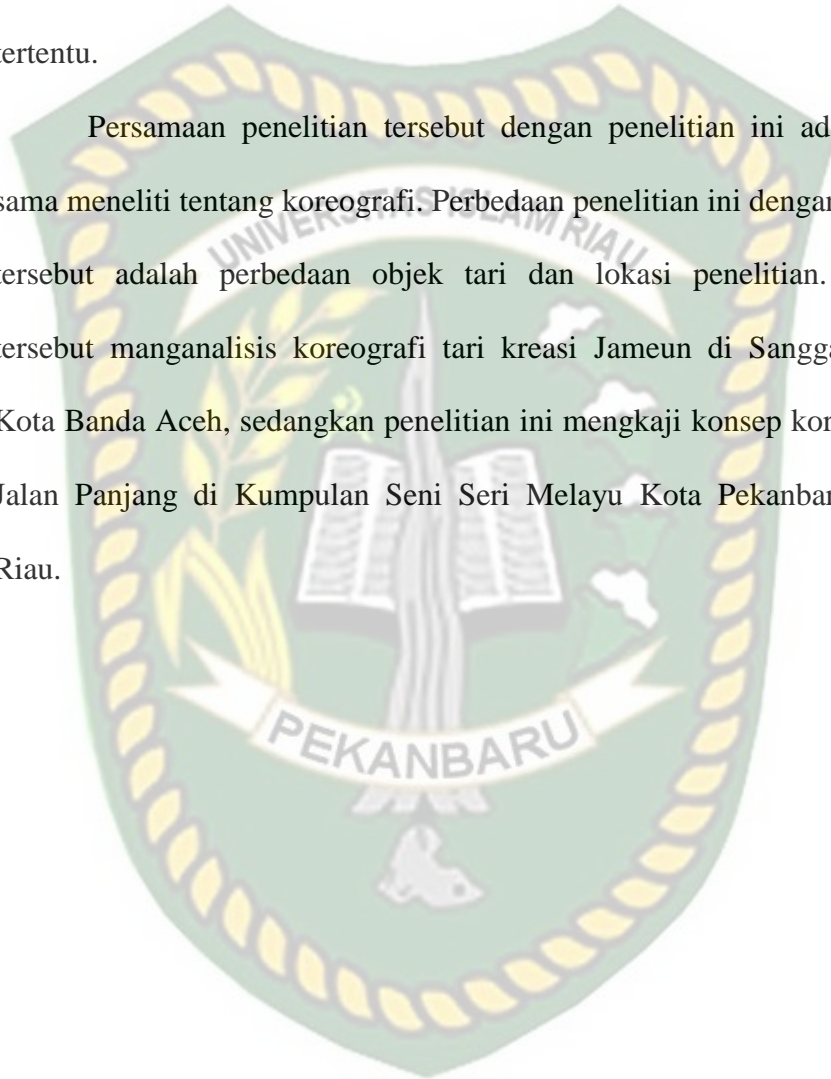 tertentu.
Persamaan penelitian tersebut dengan penelitian ini ad
sama meneliti tentang koreografi. Perbedaan penelitian ini dengan
UNIVERSITAS ISLAM RIAU
tersebut adalah perbedaan objek tari dan lokasi penelitian.
tersebut manganalisis koreografi tari kreasi Jameun di Sangga
Kota Banda Aceh, sedangkan penelitian ini mengkaji konsep kor
Jalan Panjang di Kumpulan Seni Seri Melayu Kota Pekanbar
Riau.
PEKANBARU